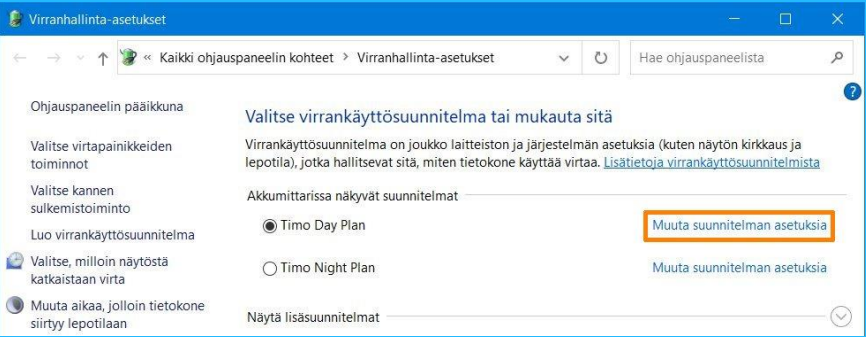 Virranhallinta-asetukset
« Kaikki ohjauspaneelin kohteet > Virranhallinta-asetukset
Hae ohjauspaneelista
?
Ohjauspaneelin pääikkuna
Valitse virtapainikkeiden
toiminnot
Valitse kannen
sulkemistoiminto
Luo virrankäyttösuunnitelma
Valitse, milloin näytöstä
katkaistaan virta
Muuta aikaa, jolloin tietokone
siirtyy lepotilaan
Valitse virrankäyttösuunnitelma tai mukauta sitä
Virrankäyttösuunnitelma on joukko laitteiston ja järjestelmän asetuksia (kuten näytön kirkkaus ja
lepotila), jotka hallitsevat sitä, miten tietokone käyttää virtaa. Lisätietoja virrankäyttösuunnitelmista
Akkumittarissa näkyvät suunnitelmat
Timo Day Plan Muuta suunnitelman asetuksia
Timo Night Plan Muuta suunnitelman asetuksia
Näytä lisäsuunnitelmat